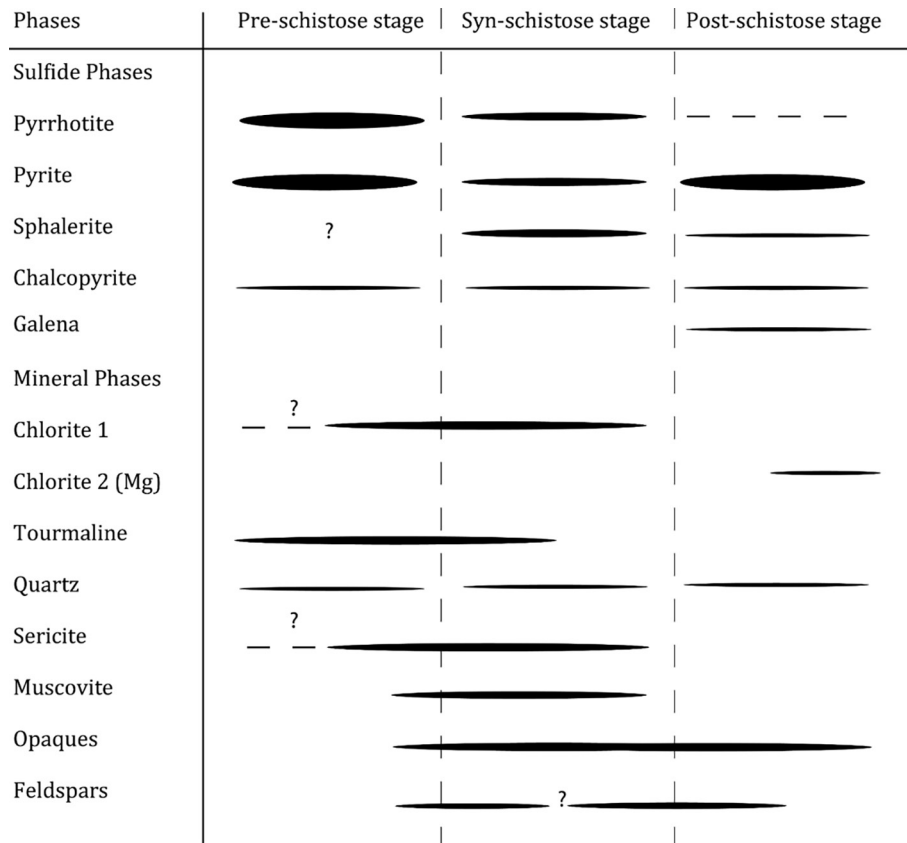 Phases Pre-schistose stage Syn-schistose stage Post-schistose stage
Sulfide Phases
Pyrrhotite
Pyrite
Sphalerite ?
Chalcopyrite
Galena
Mineral Phases
?
Chlorite 1
Chlorite 2 (Mg)
Tourmaline
Quartz
?
Sericite
Muscovite
Opaques
Feldspars ?